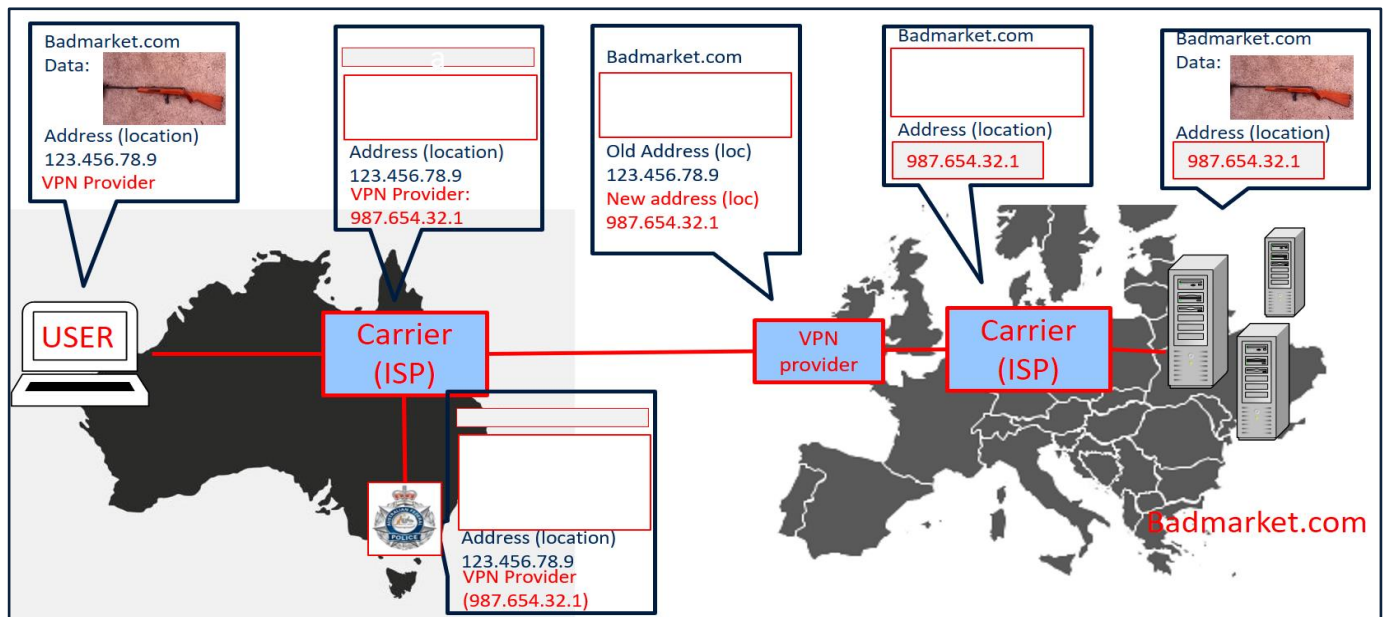 Badmarket.com
Data:
Address (location)
123.456.78.9
VPN Provider
a
Address (location)
123.456.78.9
VPN Provider:
987.654.32.1
Badmarket.com
Old Address (loc)
123.456.78.9
New address (loc)
987.654.32.1
Badmarket.com
Address (location)
987.654.32.1
Badmarket.com
Data:
Address (location)
987.654.32.1
USER
Carrier
(ISP)
VPN
provider
Carrier
(ISP)
AUSTRALIAN FEDERAL
POLICE
Address (location)
123.456.78.9
VPN Provider
(987.654.32.1)
Badmarket.com